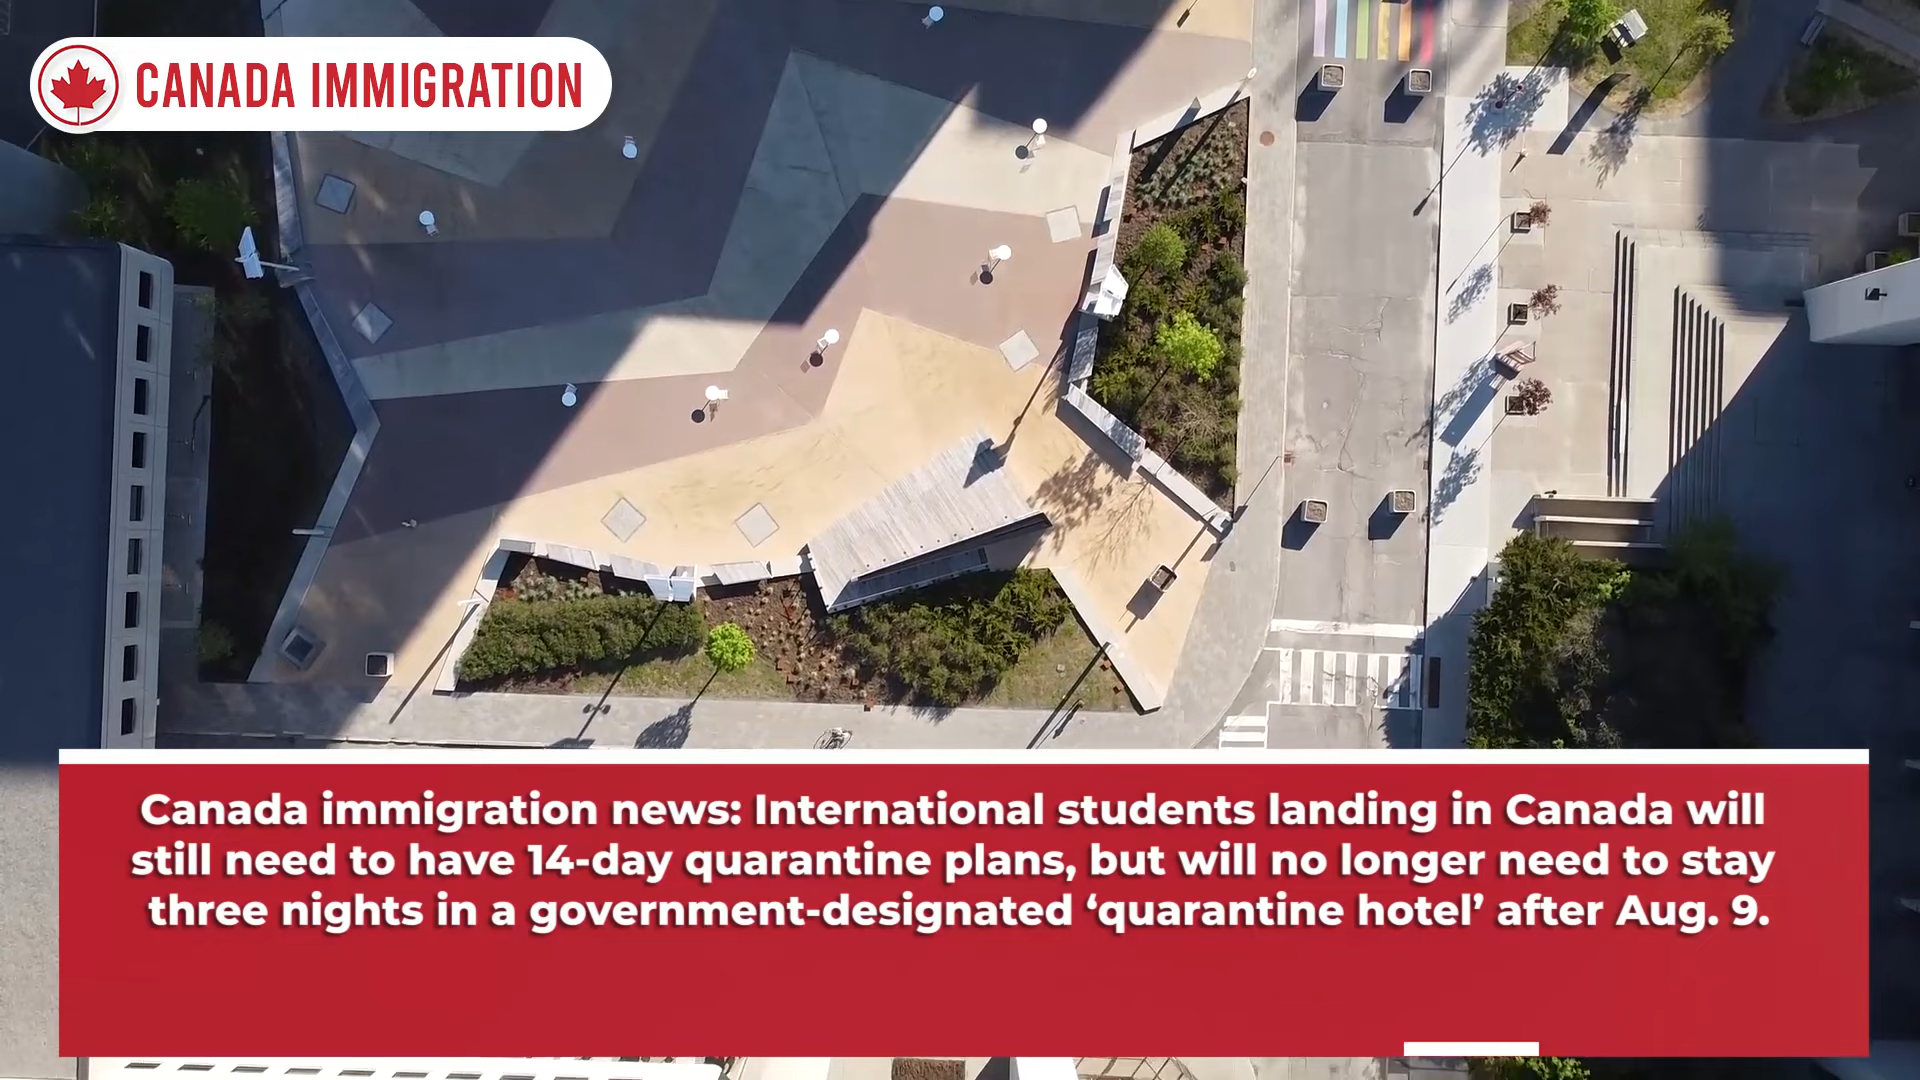 CANADA IMMIGRATION
Canada immigration news: International students landing in Canada will
still need to have 14-day quarantine plans, but will no longer need to stay
three nights in a government-designated ‘quarantine hotel’ after Aug. 9.